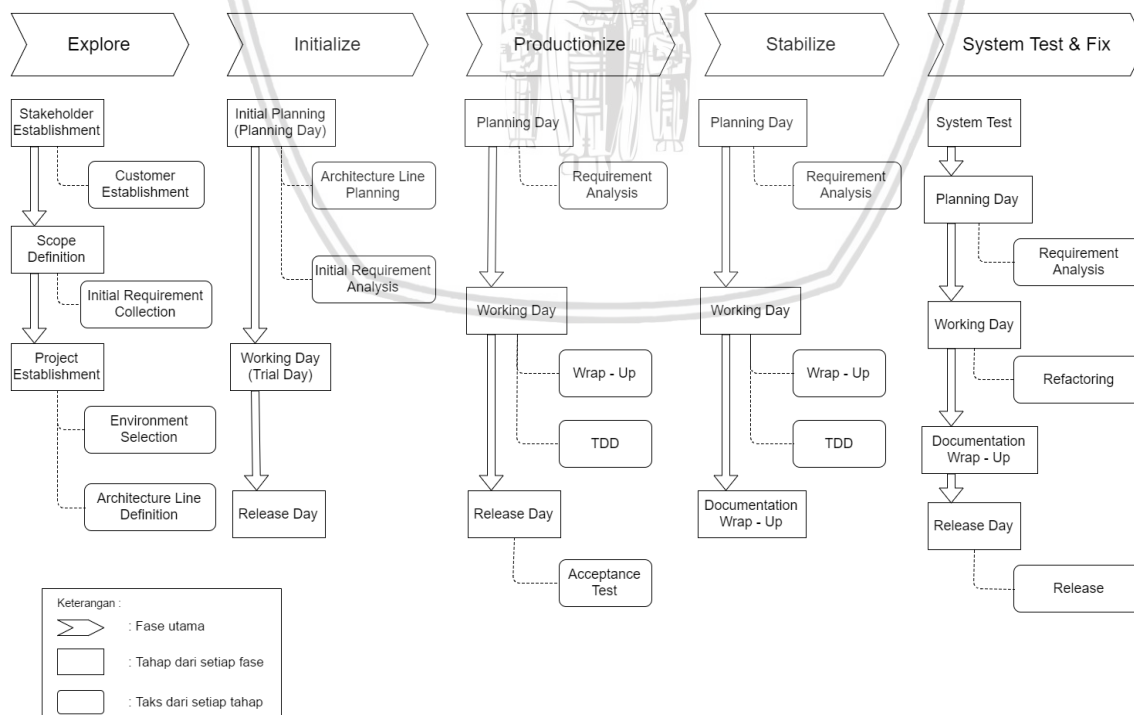 Explore
Initialize
Productionize
Stabilize
System Test & Fix
Stakeholder
Establishment
Customer
Establishment
Scope
Definition
Initial Requirement
Collection
Project
Establishment
Environment
Selection
Architecture Line
Definition
Initial Planning
(Planning Day)
Architecture Line
Planning
Initial Requirement
Analysis
Working Day
(Trial Day)
Release Day
Planning Day
Requirement
Analysis
Working Day
Wrap - Up
TDD
Release Day
Acceptance
Test
Planning Day
Requirement
Analysis
Working Day
Wrap - Up
TDD
Documentation
Wrap - Up
System Test
Planning Day
Requirement
Analysis
Working Day
Refactoring
Documentation
Wrap - Up
Release Day
Release
Keterangan :
: Fase utama
: Tahap dari setiap fase
: Taks dari setiap tahap